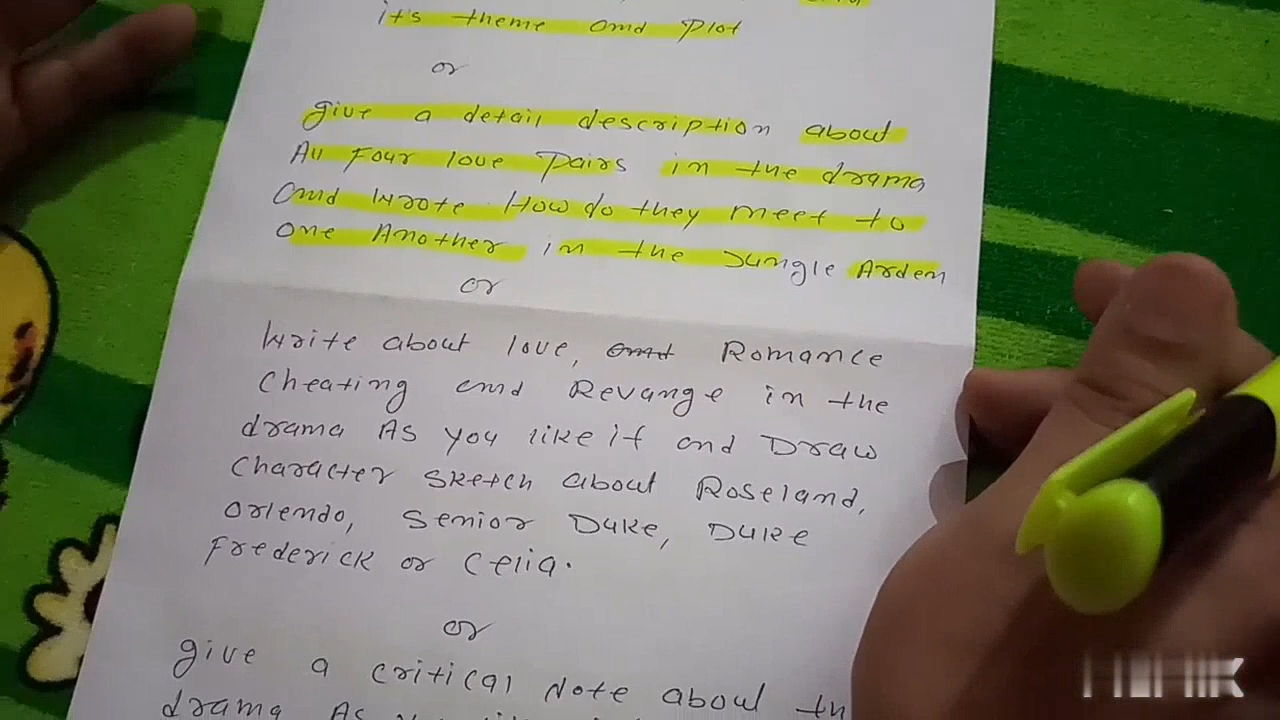 it's theme and Plot
or
give a detail description about
All Four love Pairs in the drama
and Wrote How do they meet to
one Another in the Jungle Arden
or
Write about love, and Romance
Cheating and Revange in the
drama As you like it and Draw
Character sketch about Roseland,
Orlendo, Senior Duke, Duke
Frederick or Celia.
or
give a critical Note about
drama As